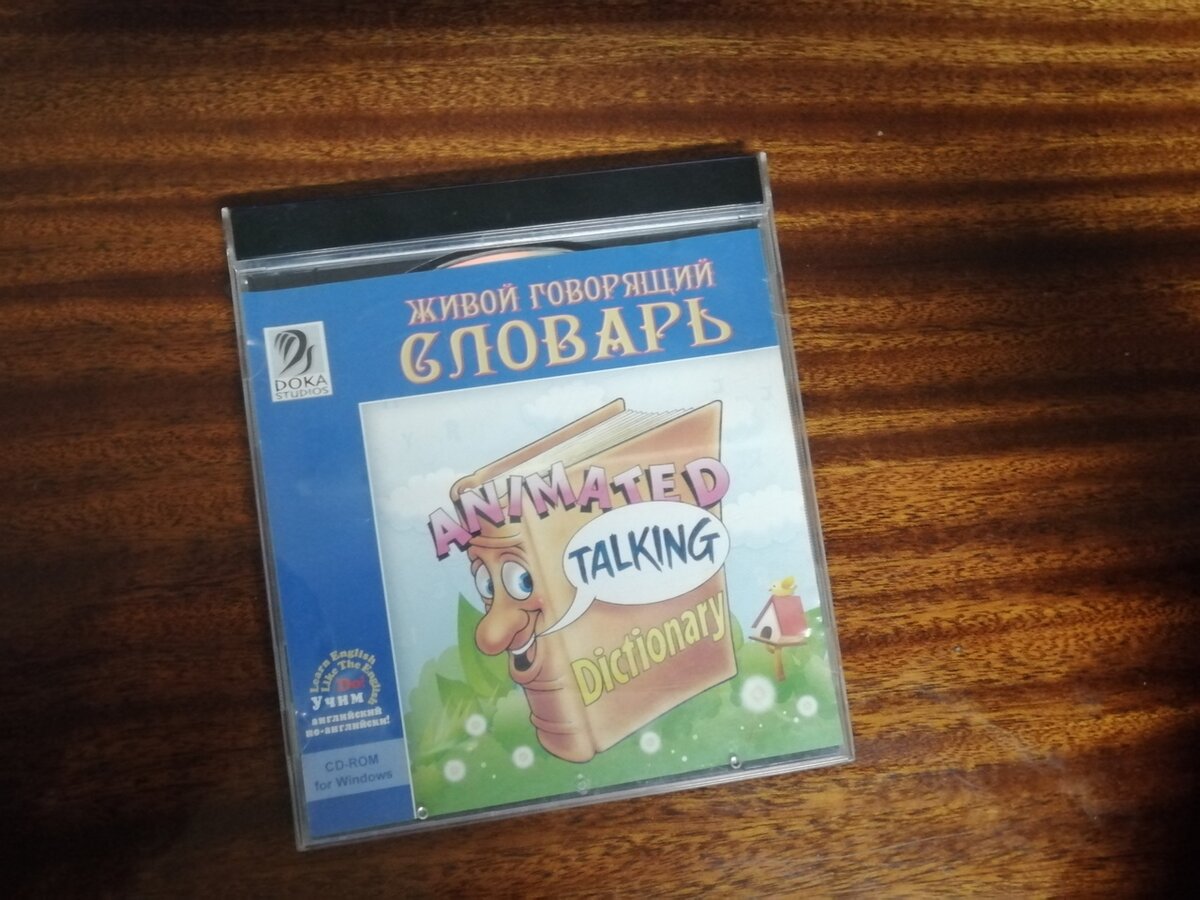 ЖИВОЙ ГОВОРЯЩИЙ
СЛОВАРЬ
DOKA
STUDIOS
ANIMATED
TALKING
Dictionary
Learn English
Like The English
Do!
Учим
английский
по-английски!
CD-ROM
for Windows